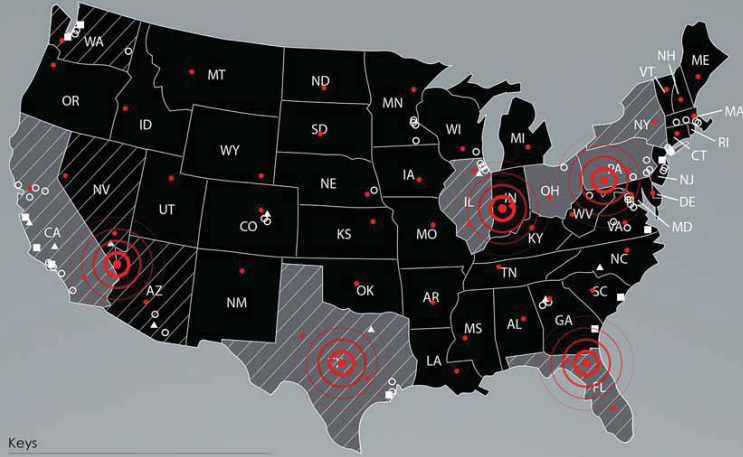 WA
OR
ID
MT
ND
MN
SD
WY
WI
MI
VT
NH
ME
MA
RI
CT
NY
NJ
PA
DE
MD
NV
UT
CO
NE
IA
IL
IN
OH
WV
VA
CA
AZ
NM
KS
MO
KY
OK
AR
TN
NC
SC
MS
AL
GA
LA
FL
Keys